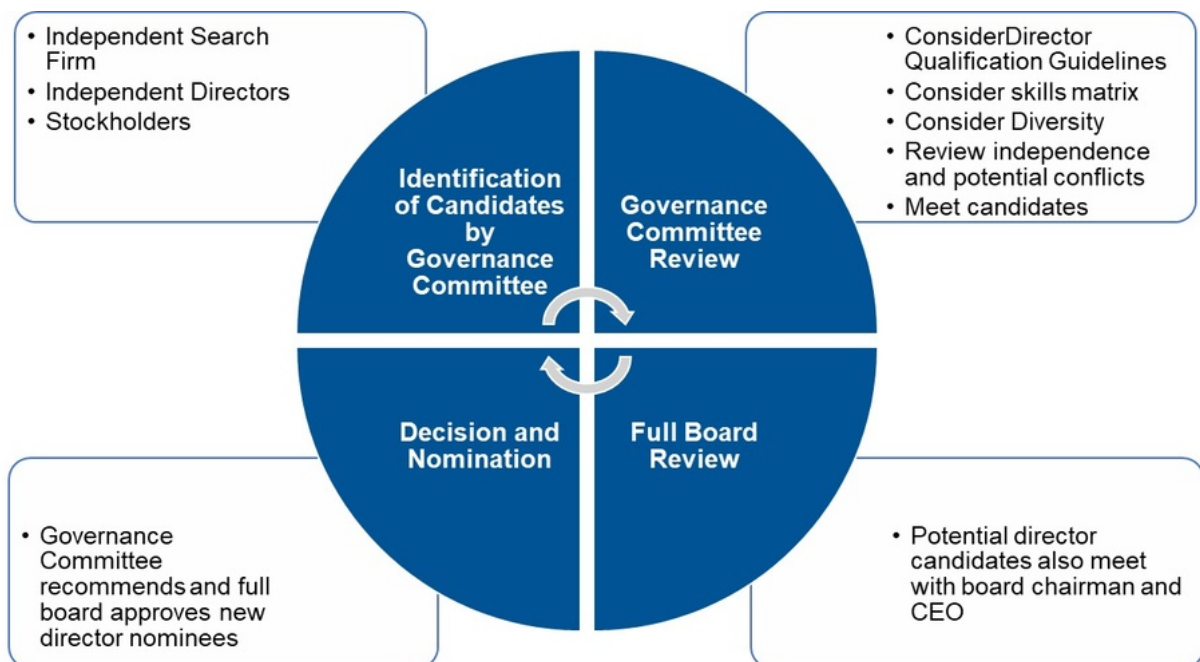 • Independent Search
Firm
• Independent Directors
• Stockholders
• ConsiderDirector
Qualification Guidelines
• Consider skills matrix
• Consider Diversity
• Review independence
and potential conflicts
• Meet candidates
Identification
of Candidates
by
Governance
Committee
Governance
Committee
Review
Decision and
Nomination
Full Board
Review
• Governance
Committee
recommends and full
board approves new
director nominees
• Potential director
candidates also meet
with board chairman and
CEO